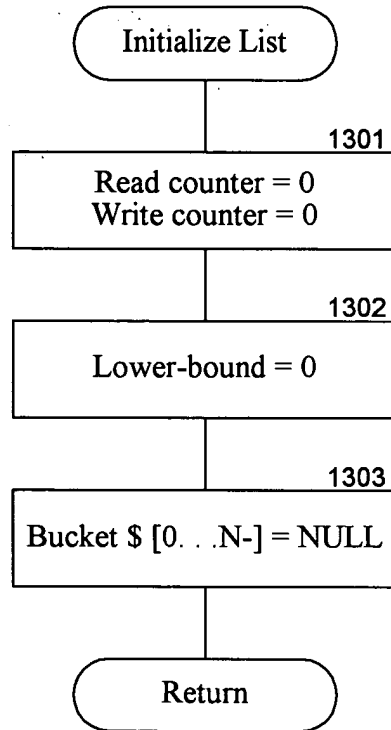 Initialize List
1301
Read counter = 0
Write counter = 0
1302
Lower-bound = 0
1303
Bucket $ [0. . .N-] = NULL
Return